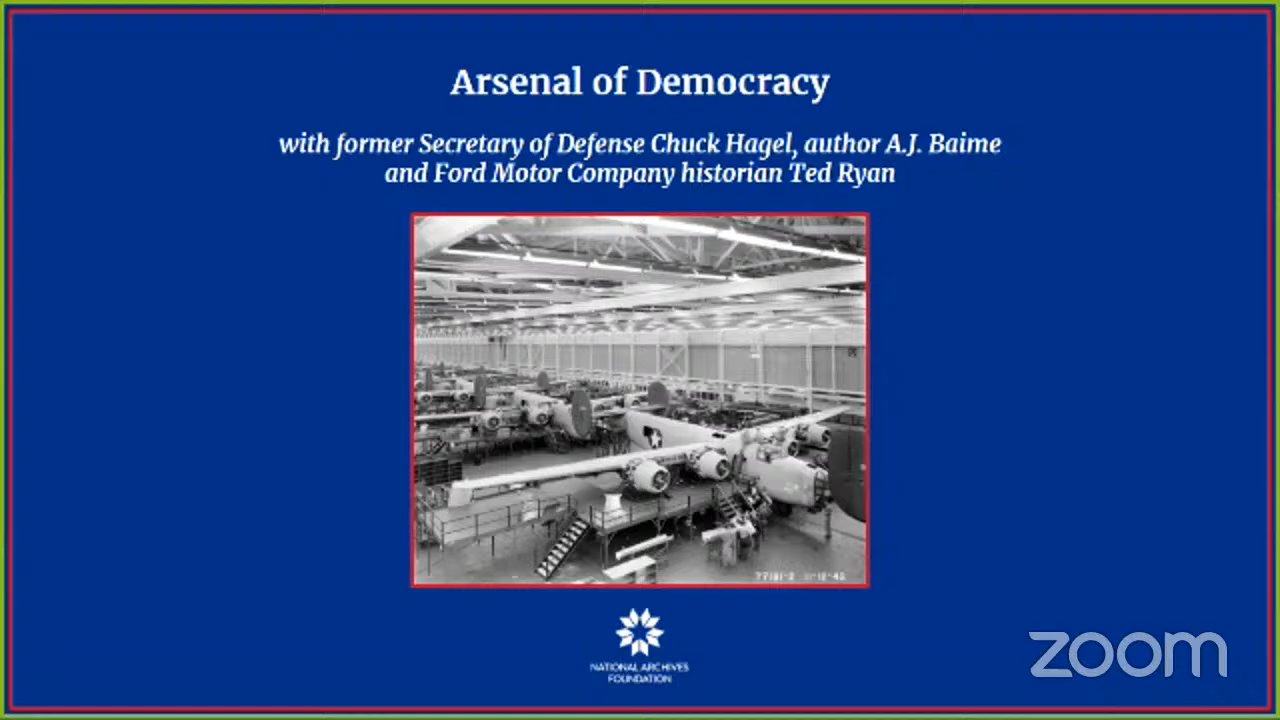 Arsenal of Democracy
with former Secretary of Defense Chuck Hagel, author A.J. Baime
and Ford Motor Company historian Ted Ryan
NATIONAL ARCHIVES
FOUNDATION
zoom